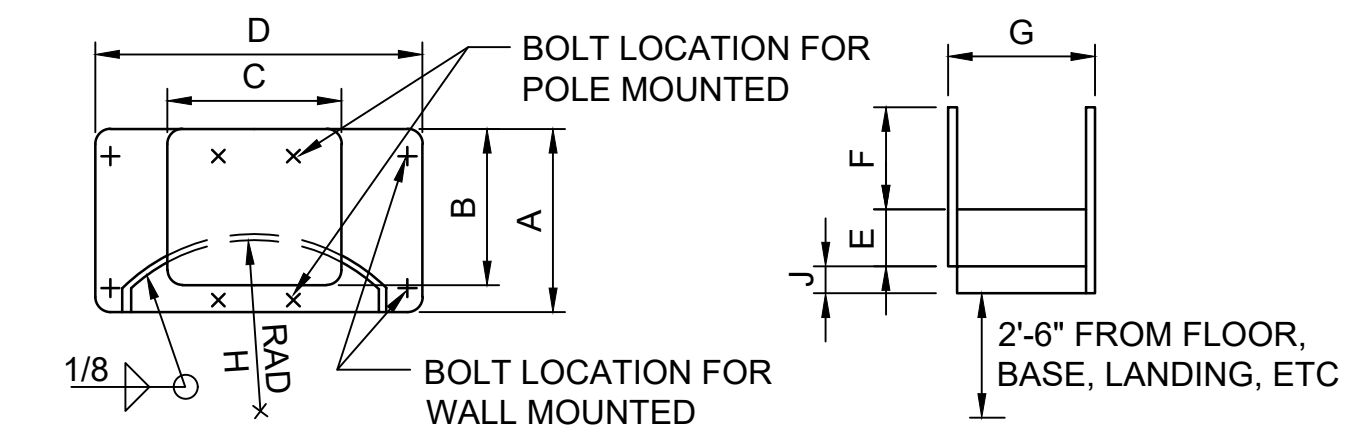 D
C
BOLT LOCATION FOR
POLE MOUNTED
B
A
RAD
H
1/8
BOLT LOCATION FOR
WALL MOUNTED
G
F
E
J
2'-6" FROM FLOOR,
BASE, LANDING, ETC